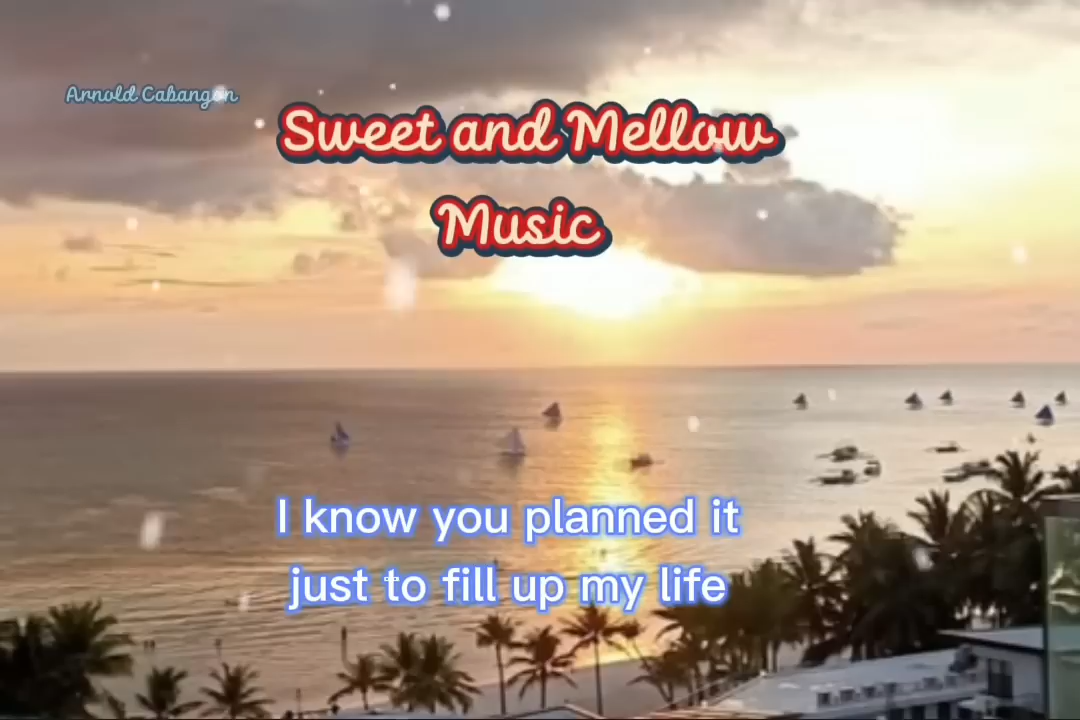 Arnold Cabangon
Sweet and Mellow
Music
I know you planned it
just to fill up my life